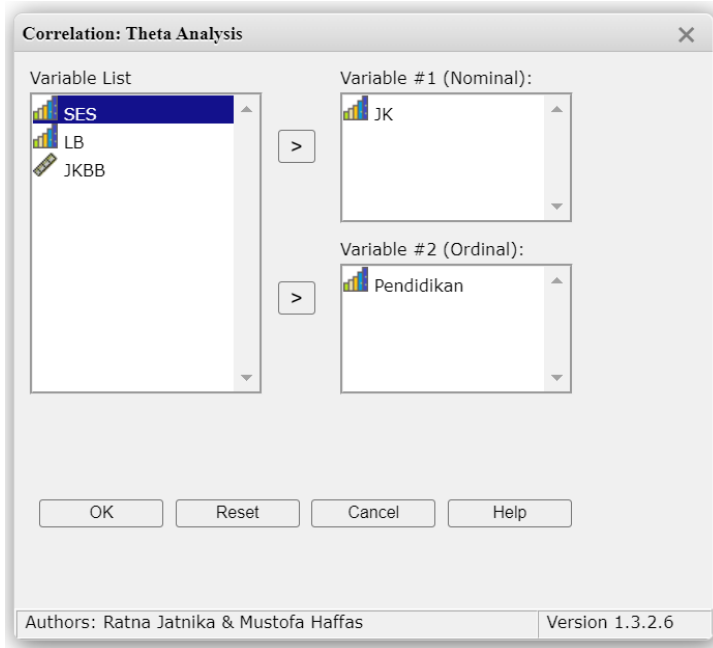 Correlation: Theta Analysis
Variable List
SES
LB
JKBB
>
>
Variable #1 (Nominal):
JK
Variable #2 (Ordinal):
Pendidikan
OK Reset Cancel Help
Authors: Ratna Jatnika & Mustofa Haffas Version 1.3.2.6